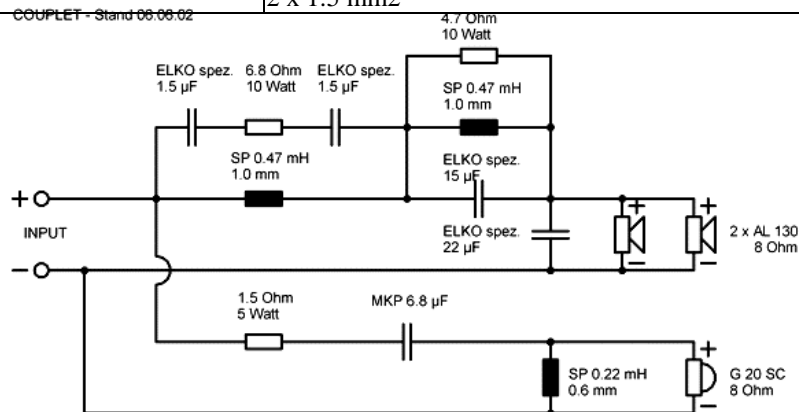 2 x 1.5 mm2
COUPLET - Stand 06.06.02
4.7 Ohm
10 Watt
ELKO spez.
1.5 µF
6.8 Ohm
10 Watt
ELKO spez.
1.5 µF
SP 0.47 mH
1.0 mm
SP 0.47 mH
1.0 mm
ELKO spez.
15 µF
+
INPUT
-
ELKO spez.
22 µF
+
-
+
-
2 x AL 130
8 Ohm
1.5 Ohm
5 Watt
MKP 6.8 µF
SP 0.22 mH
0.6 mm
+
-
G 20 SC
8 Ohm